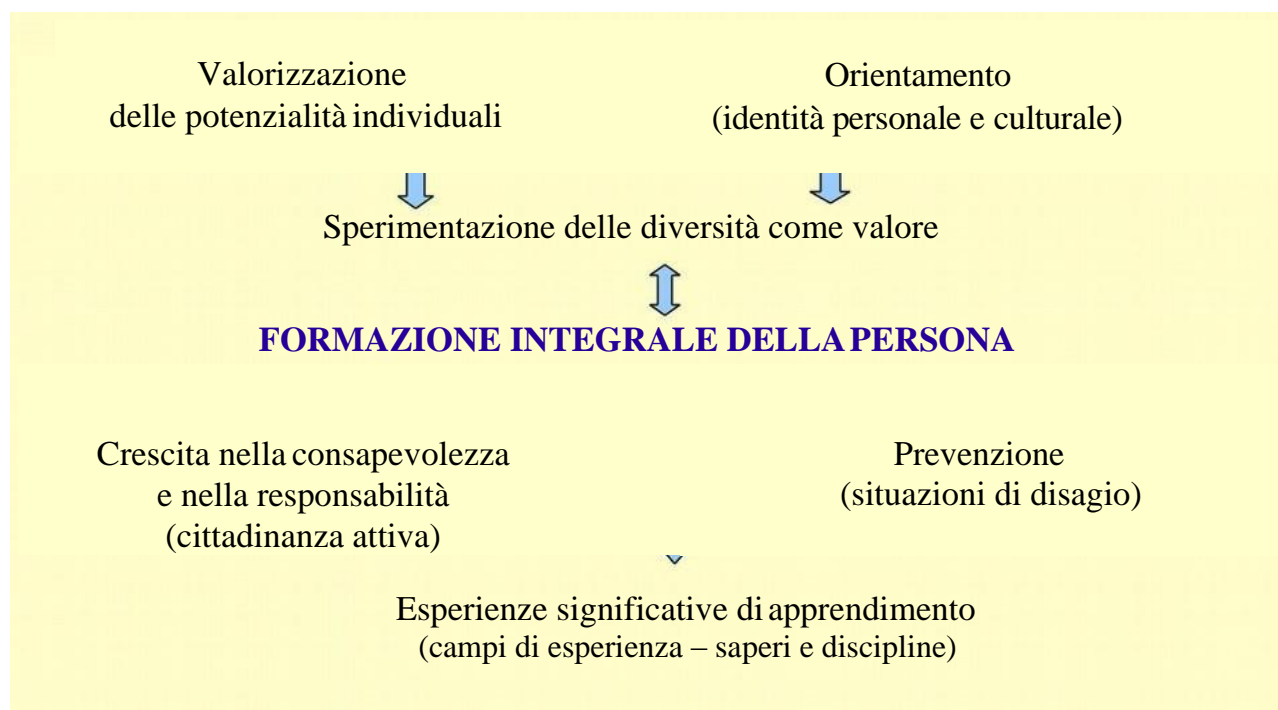 Valorizzazione
delle potenzialità individuali
Orientamento
(identità personale e culturale)
Sperimentazione delle diversità come valore
FORMAZIONE INTEGRALE DELLA PERSONA
Crescita nella consapevolezza
e nella responsabilità
(cittadinanza attiva)
Prevenzione
(situazioni di disagio)
Esperienze significative di apprendimento
(campi di esperienza – saperi e discipline)